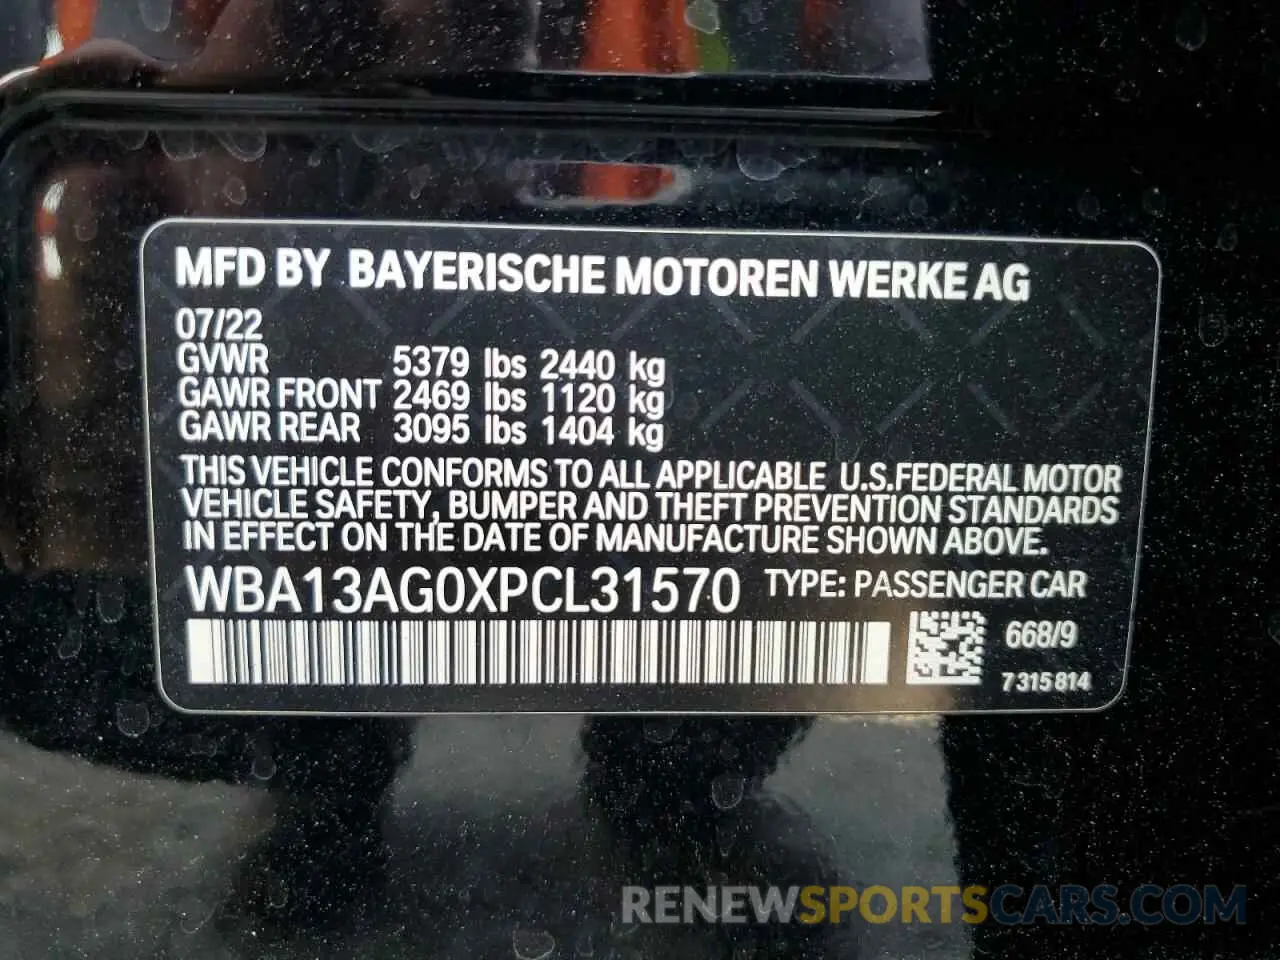 MFD BY BAYERISCHE MOTOREN WERKE AG
07/22
GVWR 5379 lbs 2440 kg
GAWR FRONT 2469 lbs 1120 kg
GAWR REAR 3095 lbs 1404 kg
THIS VEHICLE CONFORMS TO ALL APPLICABLE U.S.FEDERAL MOTOR
VEHICLE SAFETY, BUMPER AND THEFT PREVENTION STANDARDS
IN EFFECT ON THE DATE OF MANUFACTURE SHOWN ABOVE.
WBA13AG0XPCL31570 TYPE: PASSENGER CAR
668/9
7 315 814
RENEWSPORTSCARS.COM